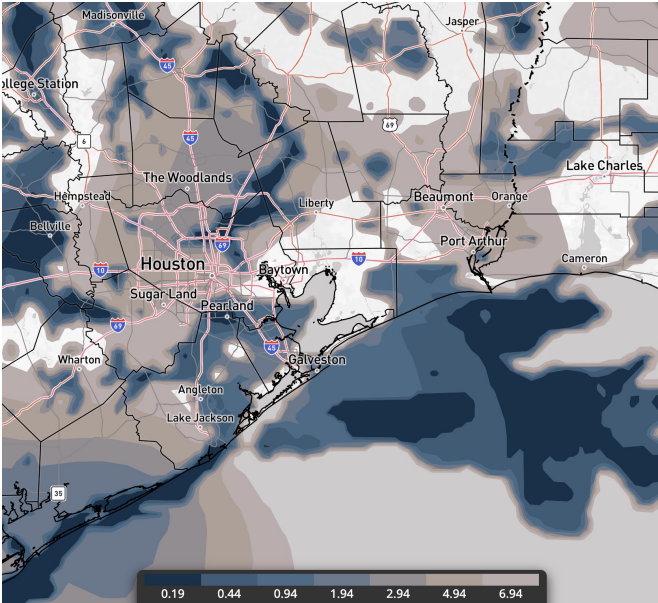 Madisonville
Jasper
45
ollege Station
69
6
45
The Woodlands
Lake Charles
Hempstead
Liberty
Beaumont
Orange
Bellville
69
Port Arthur
10
Houston
10
Baytown
Cameron
Sugar Land
Pearland
69
45
Galveston
Wharton
Angleton
Lake Jackson
35
0.19 0.44 0.94 1.94 2.94 4.94 6.94